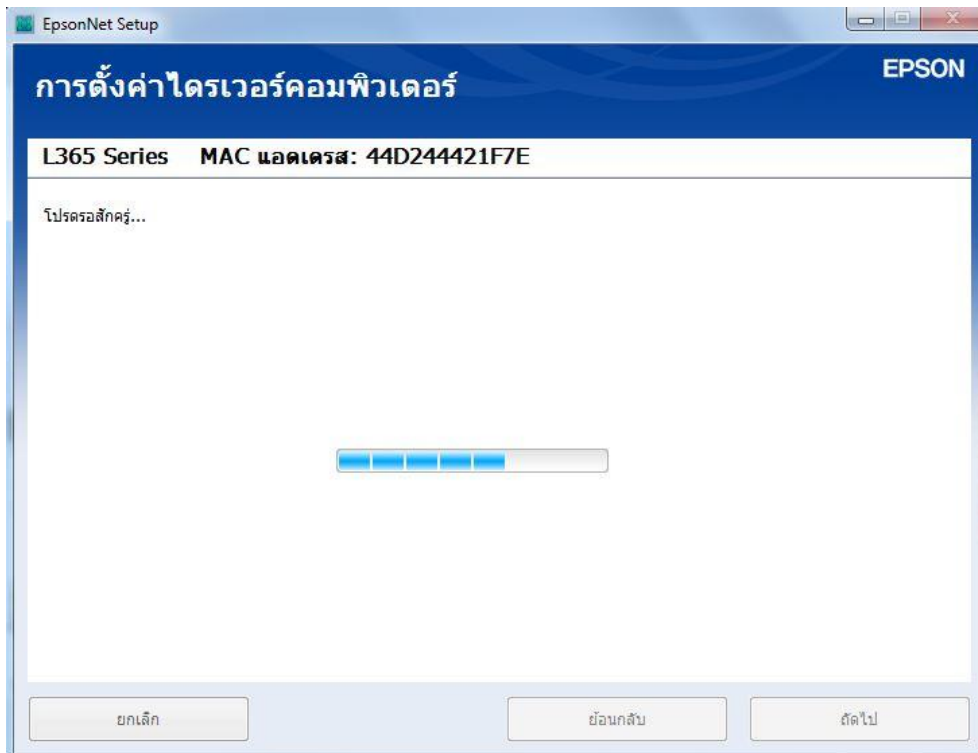 EpsonNet Setup
EPSON
การตั้งค่าไดรเวอร์คอมพิวเตอร์
L365 Series MAC แอดเดรส: 44D244421F7E
โปรดรอสักครู่...
ยกเลิก ย้อนกลับ ถัดไป